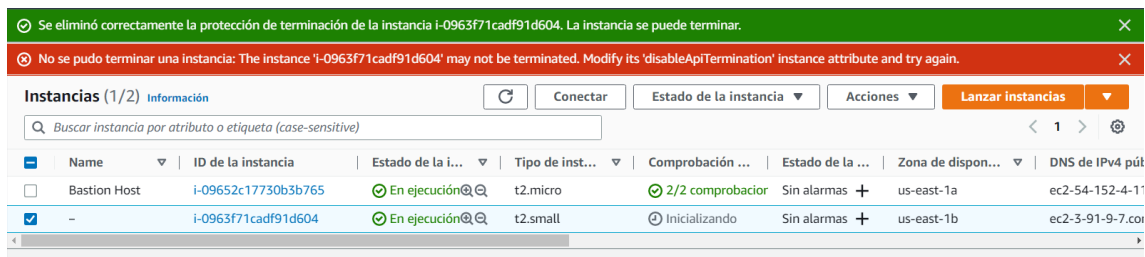 Se eliminó correctamente la protección de terminación de la instancia i-0963f71cadf91d604. La instancia se puede terminar.
No se pudo terminar una instancia: The instance 'i-0963f71cadf91d604' may not be terminated. Modify its 'disableApiTermination' instance attribute and try again.
Instancias (1/2) Información Conectar Estado de la instancia Acciones Lanzar instancias
Buscar instancia por atributo o etiqueta (case-sensitive) 1
Name ID de la instancia Estado de la i... Tipo de inst... Comprobación ... Estado de la ... Zona de dispon... DNS de IPv4 púb
Bastion Host i-09652c17730b3b765 En ejecución t2.micro 2/2 comprobacior Sin alarmas us-east-1a ec2-54-152-4-11
– i-0963f71cadf91d604 En ejecución t2.small Inicializando Sin alarmas us-east-1b ec2-3-91-9-7.cor